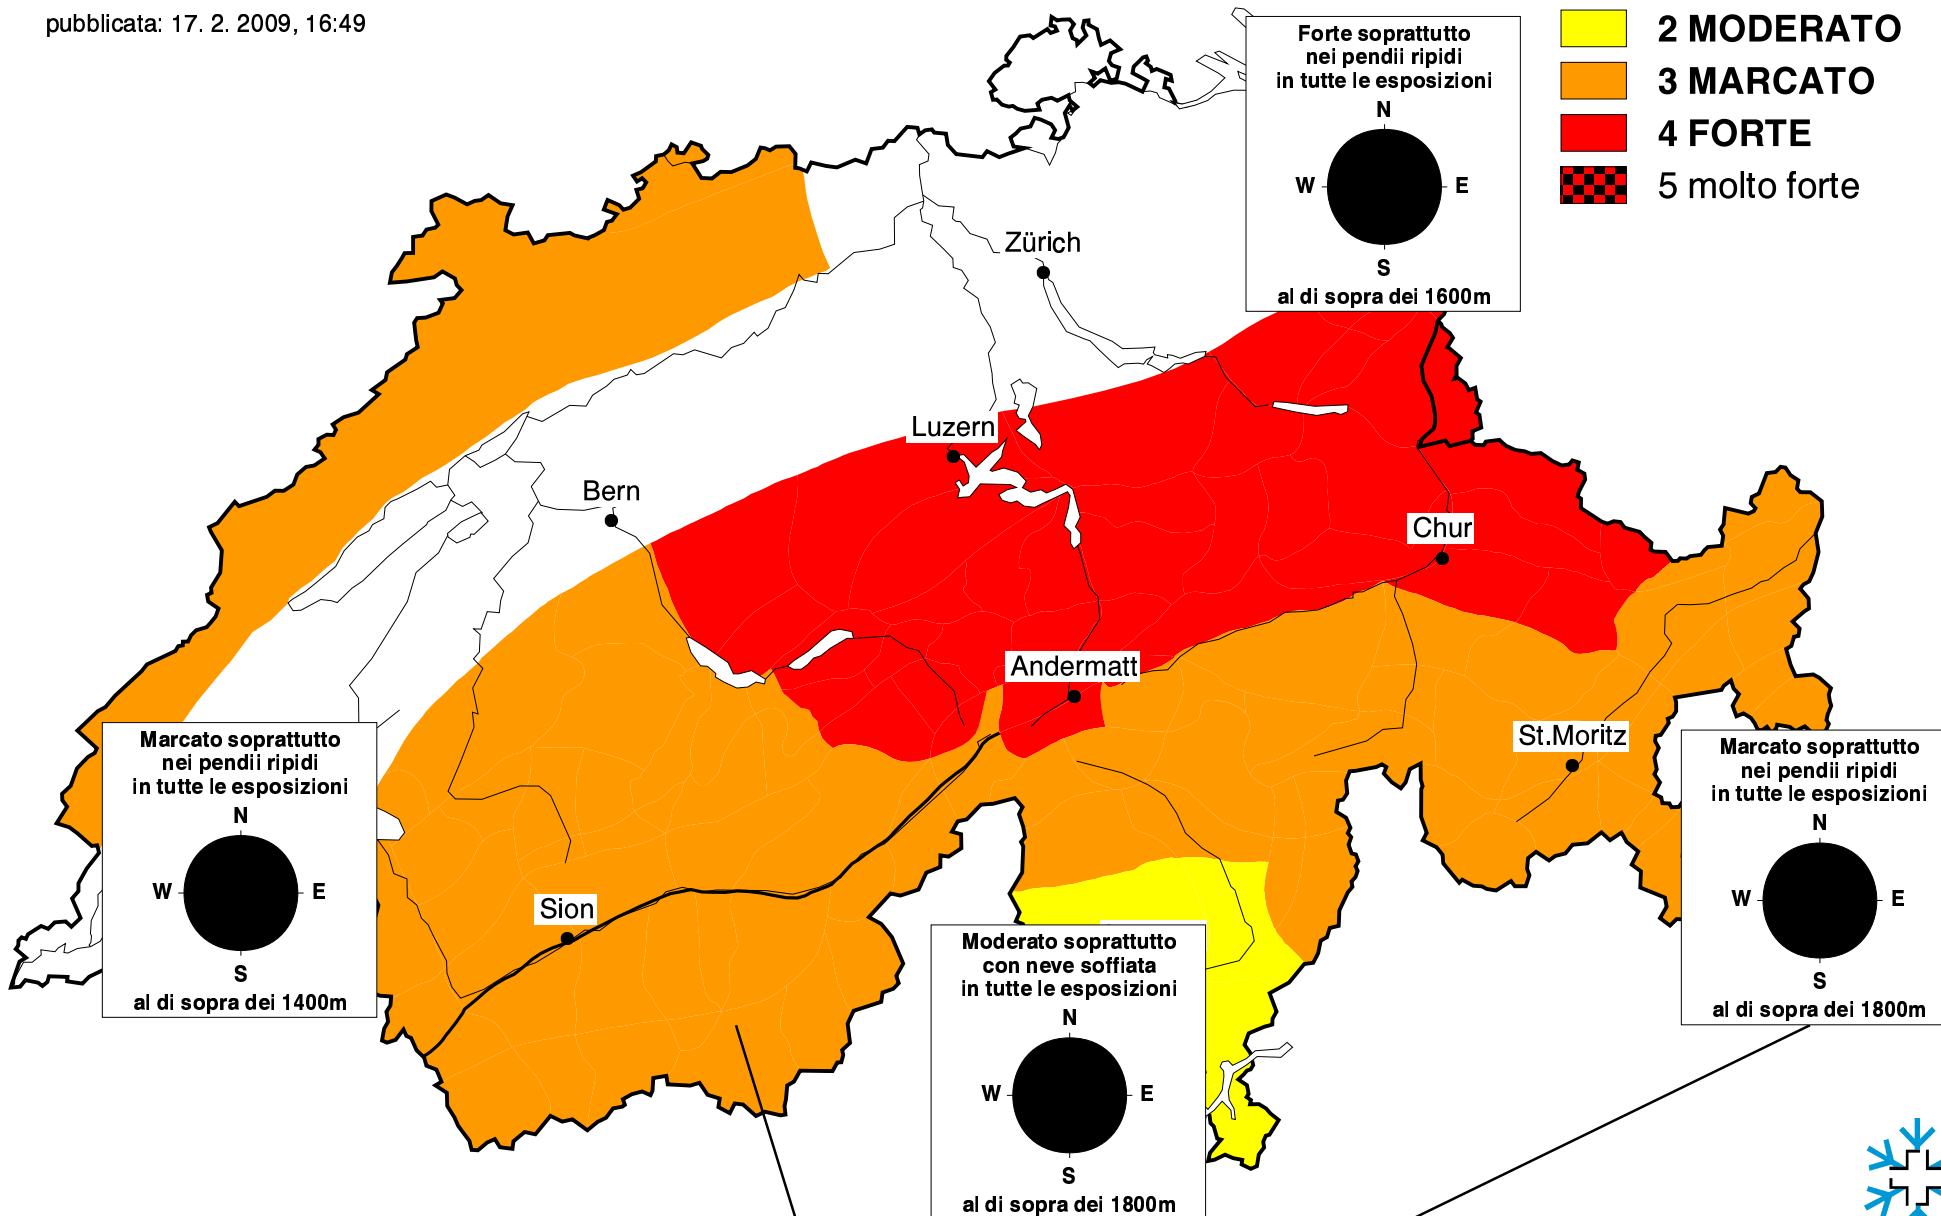 pubblicata: 17. 2. 2009, 16:49
2 MODERATO
3 MARCATO
4 FORTE
5 molto forte
Forte soprattutto
nei pendii ripidi
in tutte le esposizioni
N
W
E
S
al di sopra dei 1600m
Zürich
Luzern
Bern
Chur
Andermatt
St.Moritz
Sion
Marcato soprattutto
nei pendii ripidi
in tutte le esposizioni
N
W
E
S
al di sopra dei 1400m
Moderato soprattutto
con neve soffiata
in tutte le esposizioni
N
W
E
S
al di sopra dei 1800m
Marcato soprattutto
nei pendii ripidi
in tutte le esposizioni
N
W
E
S
al di sopra dei 1800m